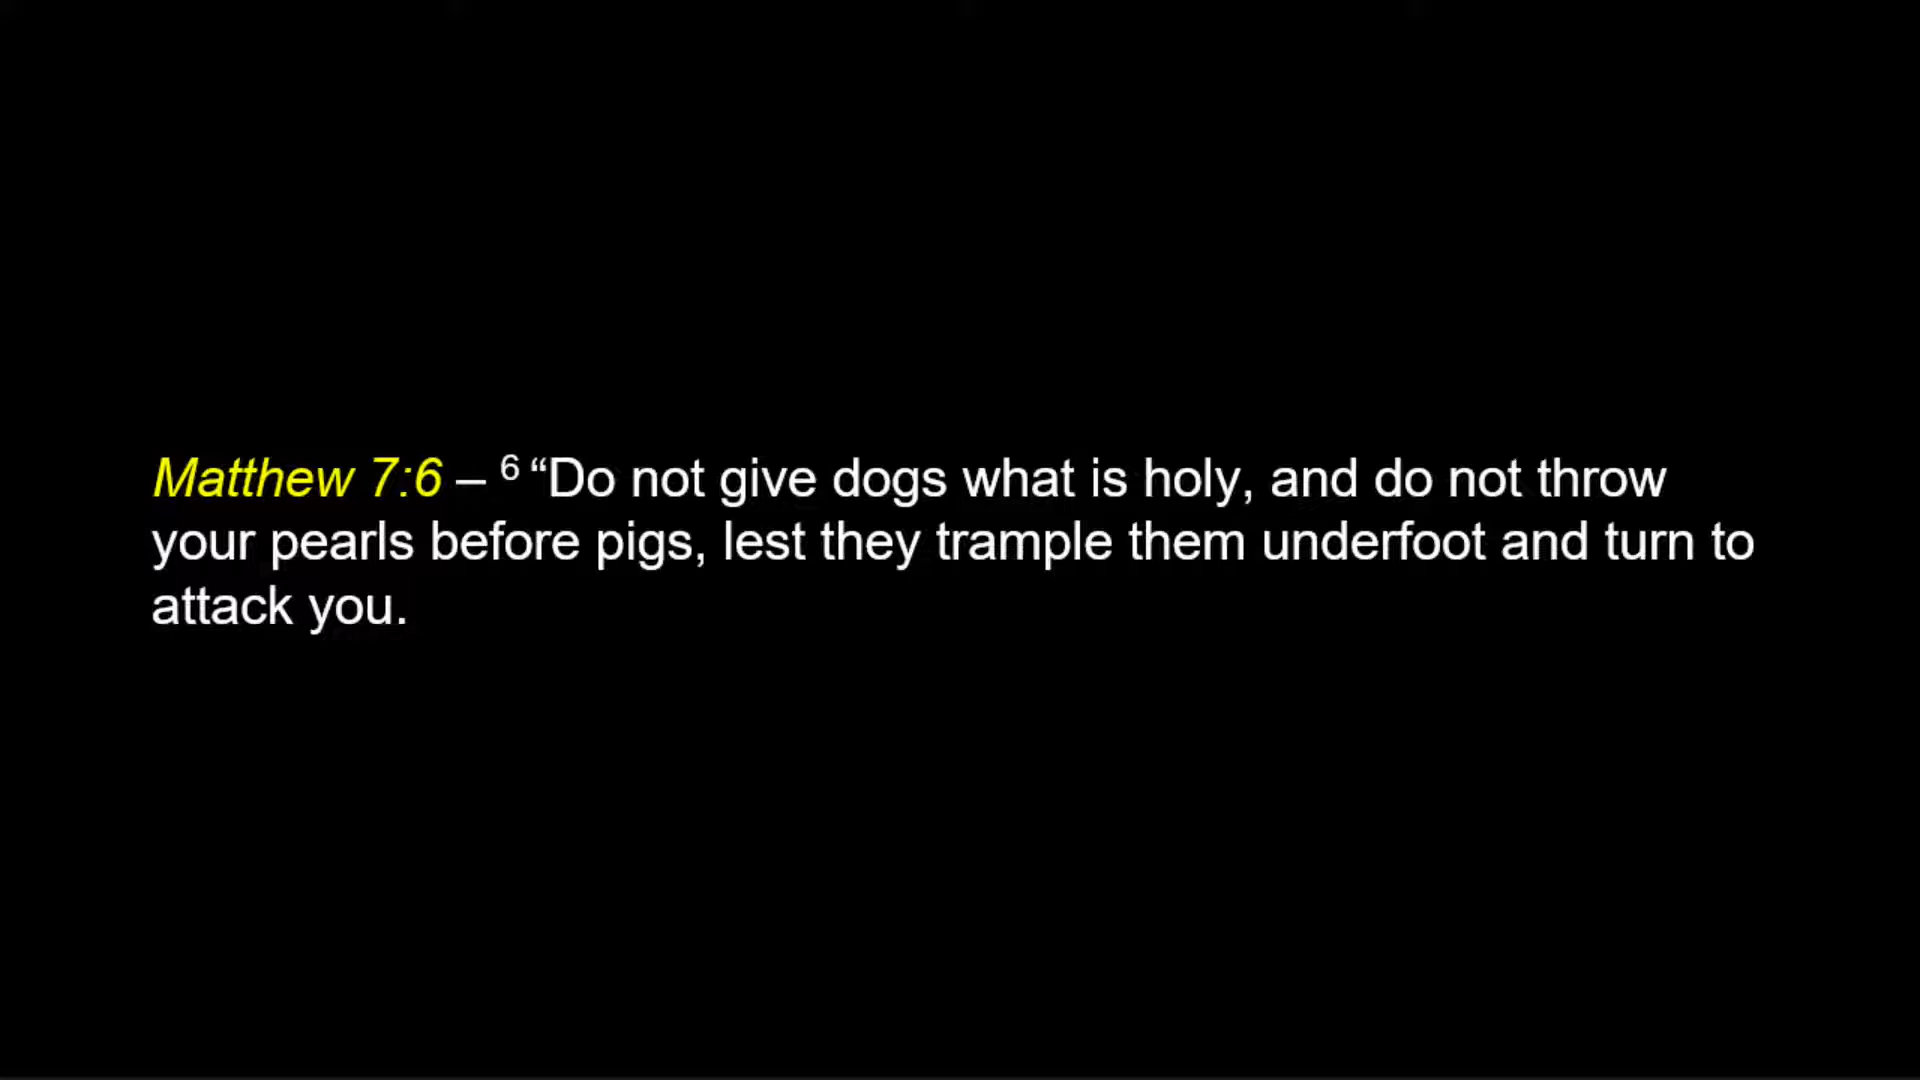 Matthew 7:6 – 6 “Do not give dogs what is holy, and do not throw
your pearls before pigs, lest they trample them underfoot and turn to
attack you.